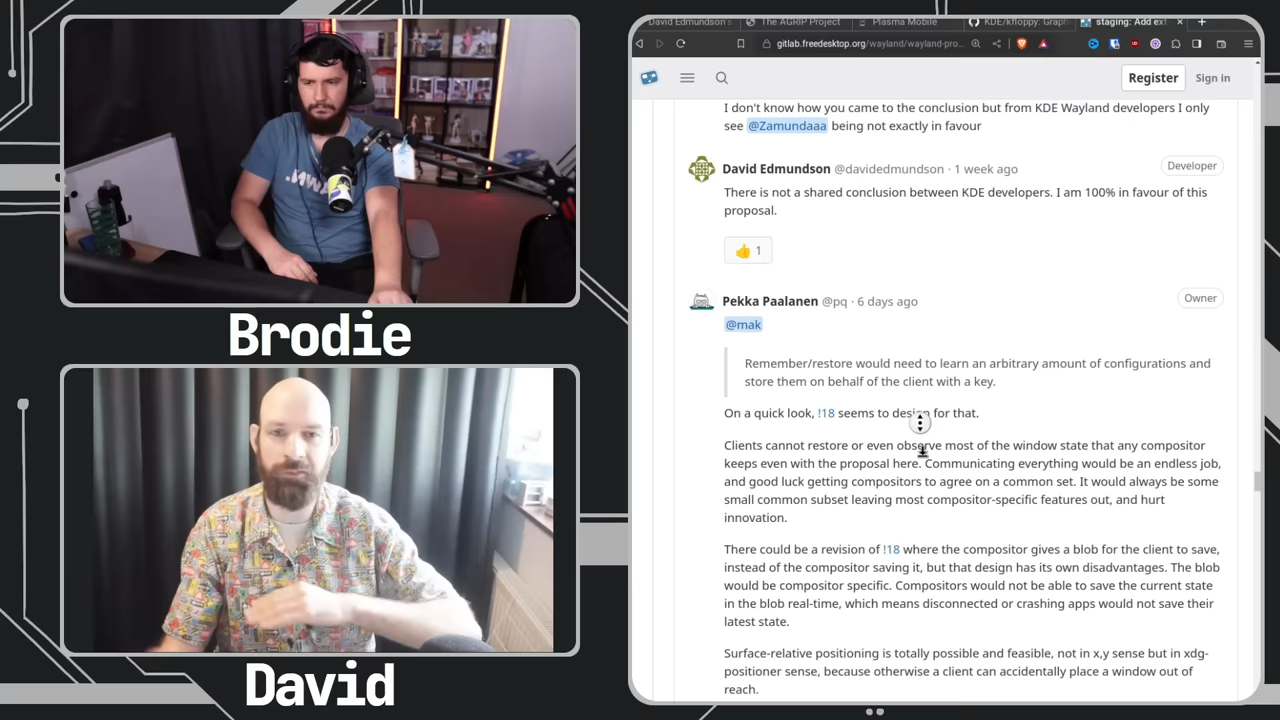 David Edmundson's
The AGRIP Project
Plasma Mobile
KDE/kfloppy: Graph
staging: Add ext
gitlab.freedesktop.org/wayland/wayland-pro...
Register
Sign in
I don't know how you came to the conclusion but from KDE Wayland developers I only
see @Zamundaaa being not exactly in favour
David Edmundson @davidedmundson · 1 week ago
Developer
There is not a shared conclusion between KDE developers. I am 100% in favour of this
proposal.
👍 1
Pekka Paalanen @pq · 6 days ago
Owner
@mak
Remember/restore would need to learn an arbitrary amount of configurations and
store them on behalf of the client with a key.
On a quick look, !18 seems to design for that.
Clients cannot restore or even observe most of the window state that any compositor
keeps even with the proposal here. Communicating everything would be an endless job,
and good luck getting compositors to agree on a common set. It would always be some
small common subset leaving most compositor-specific features out, and hurt
innovation.
There could be a revision of !18 where the compositor gives a blob for the client to save,
instead of the compositor saving it, but that design has its own disadvantages. The blob
would be compositor specific. Compositors would not be able to save the current state
in the blob real-time, which means disconnected or crashing apps would not save their
latest state.
Surface-relative positioning is totally possible and feasible, not in x,y sense but in xdg-
positioner sense, because otherwise a client can accidentally place a window out of
reach.
Brodie
David